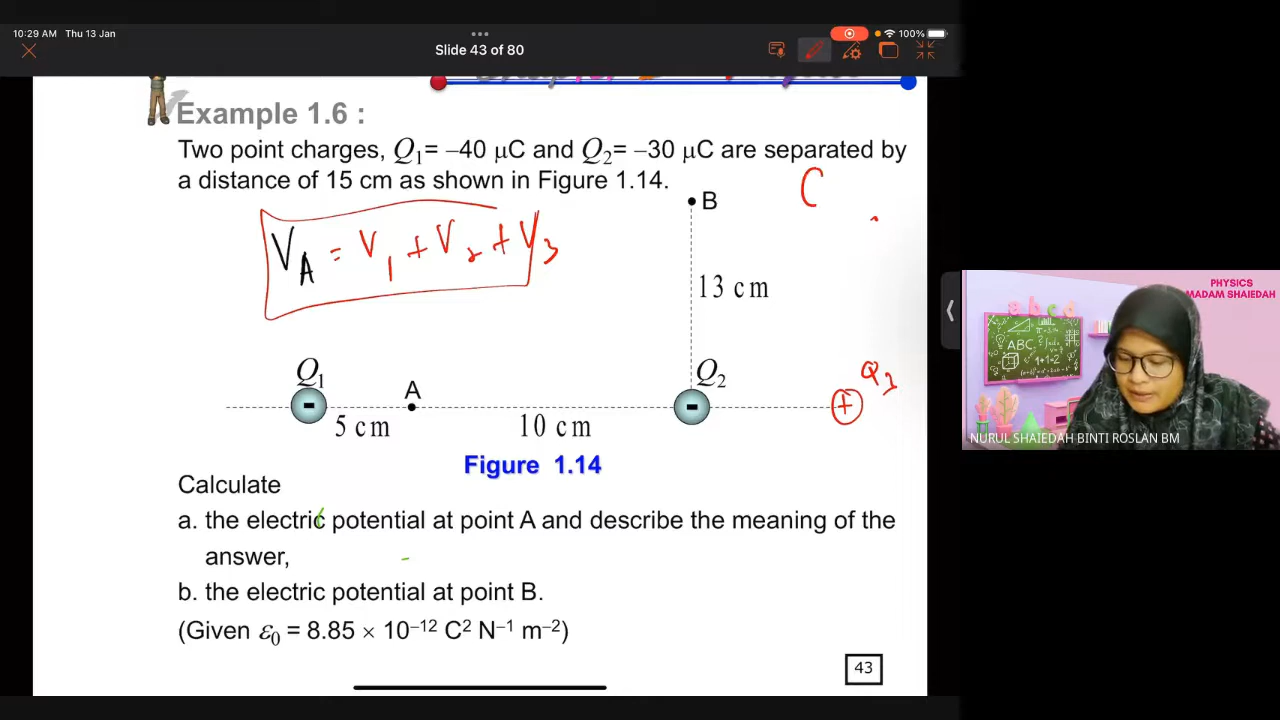 10:29 AM Thu 13 Jan
100%
Slide 43 of 80
Example 1.6 :
Two point charges, Q1= –40 μC and Q2= –30 μC are separated by
a distance of 15 cm as shown in Figure 1.14.
B
C
VA = V1 + V2 + V3
13 cm
Q1
A
Q2
Q3
-
-
+
5 cm
10 cm
Figure 1.14
Calculate
a. the electric potential at point A and describe the meaning of the
answer,
b. the electric potential at point B.
(Given ε0 = 8.85 × 10–12 C2 N–1 m–2)
43
PHYSICS
MADAM SHAIEDAH
a b c d
ABC
1+1=2
NURUL SHAIEDAH BINTI ROSLAN BM